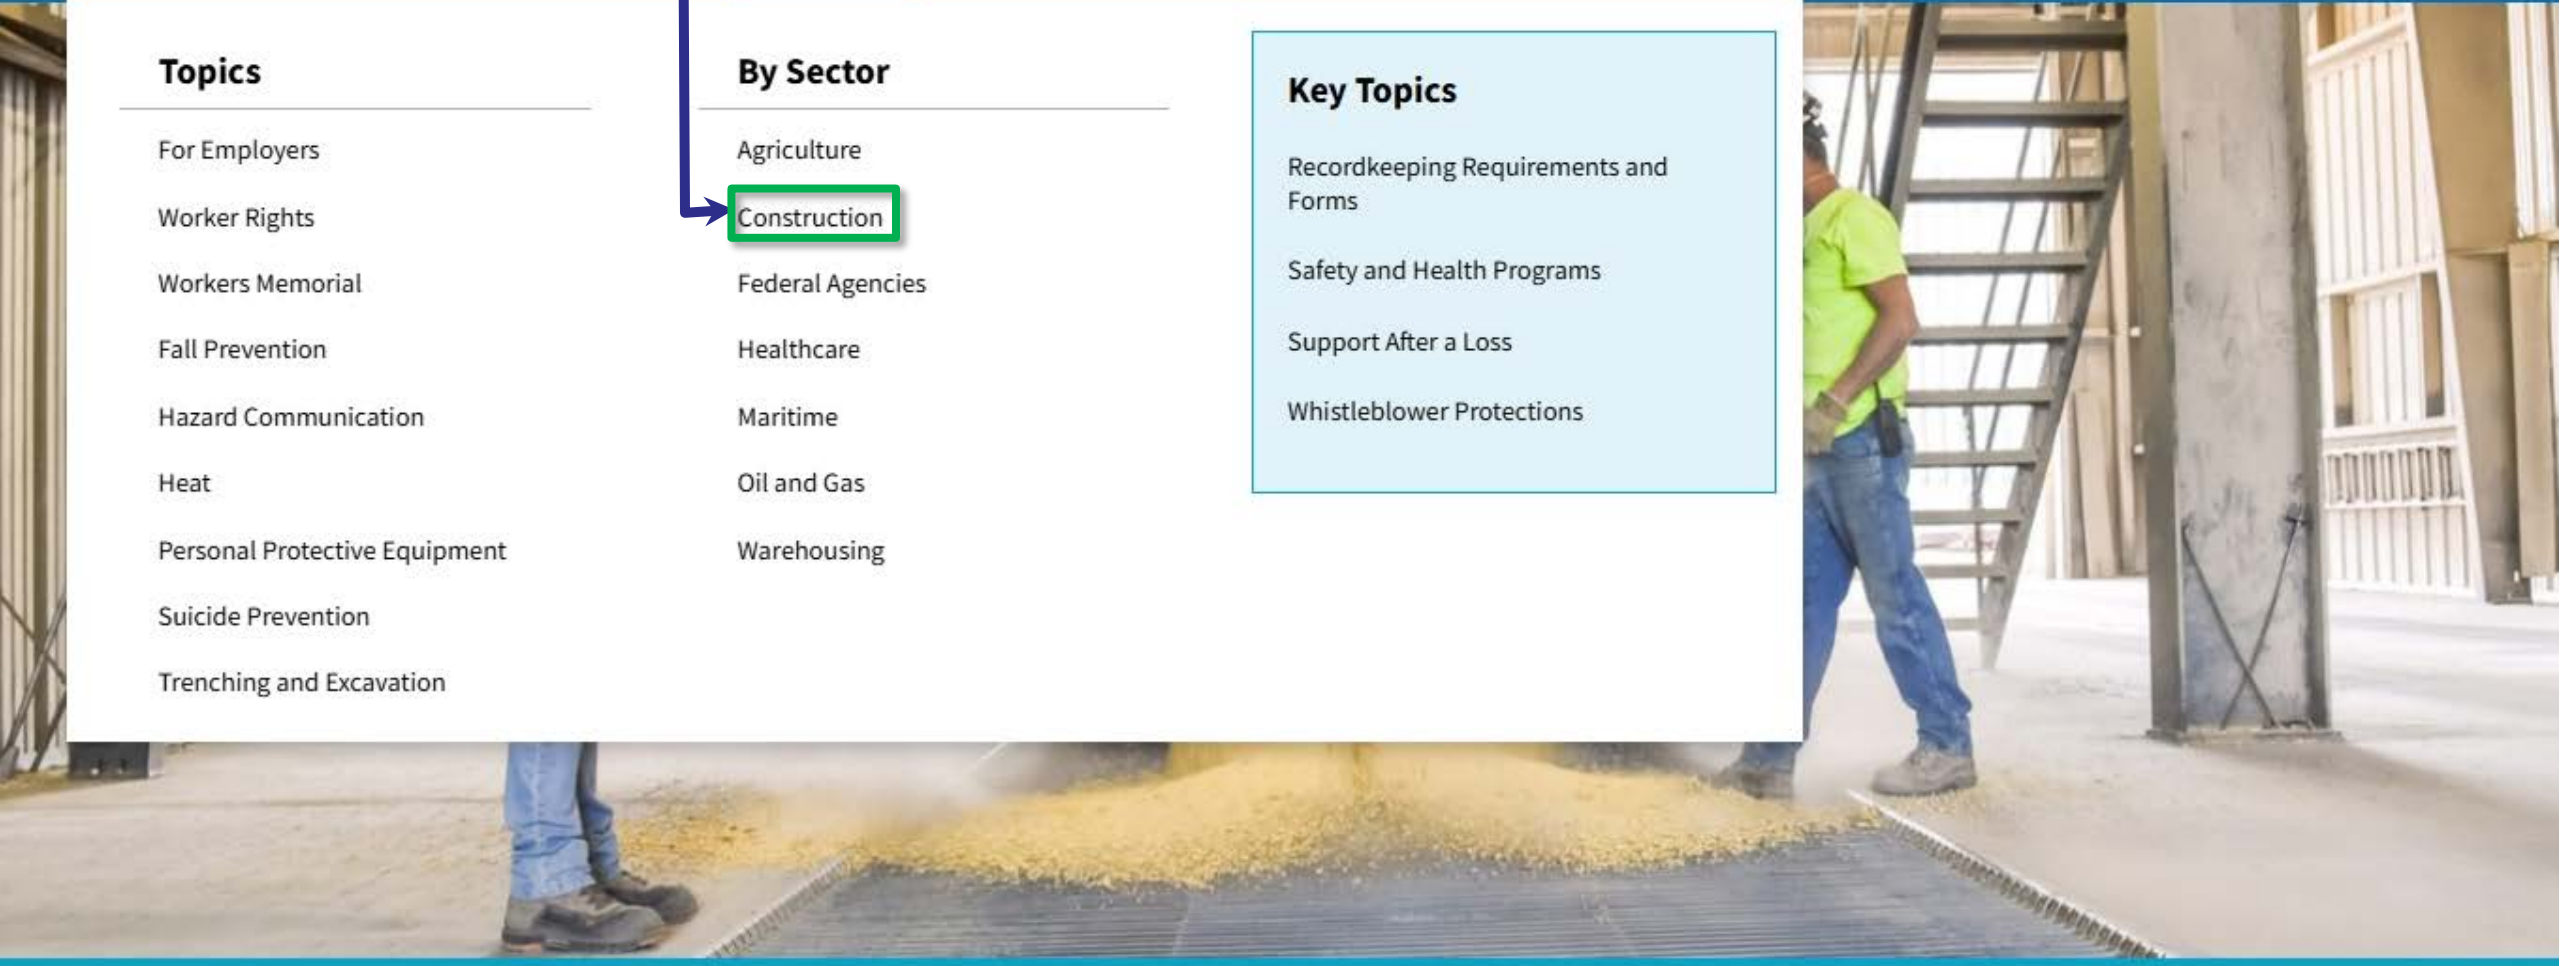 Topics
For Employers
Worker Rights
Workers Memorial
Fall Prevention
Hazard Communication
Heat
Personal Protective Equipment
Suicide Prevention
Trenching and Excavation
By Sector
Agriculture
Construction
Federal Agencies
Healthcare
Maritime
Oil and Gas
Warehousing
Key Topics
Recordkeeping Requirements and
Forms
Safety and Health Programs
Support After a Loss
Whistleblower Protections